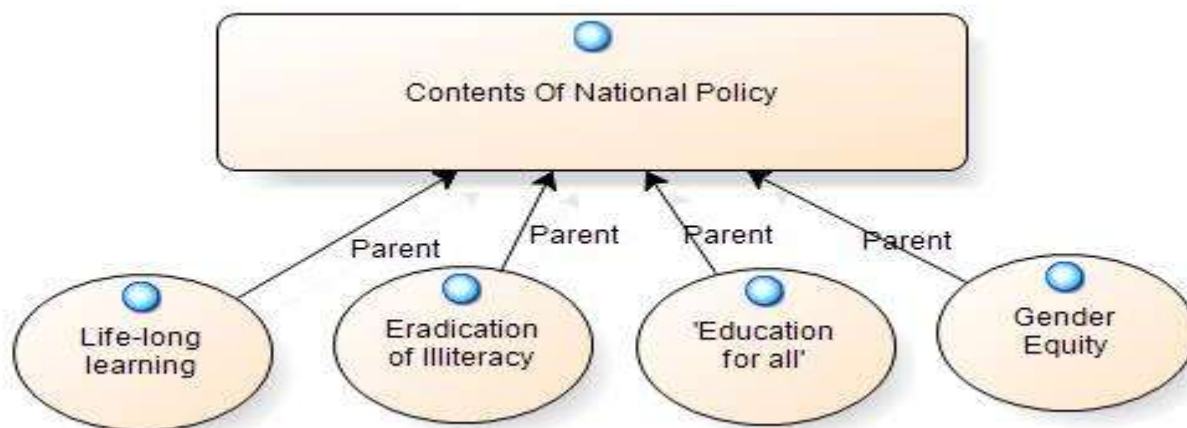 Contents Of National Policy
Parent
Parent
Parent
Parent
Life-long
learning
Eradication
of Illiteracy
'Education
for all'
Gender
Equity